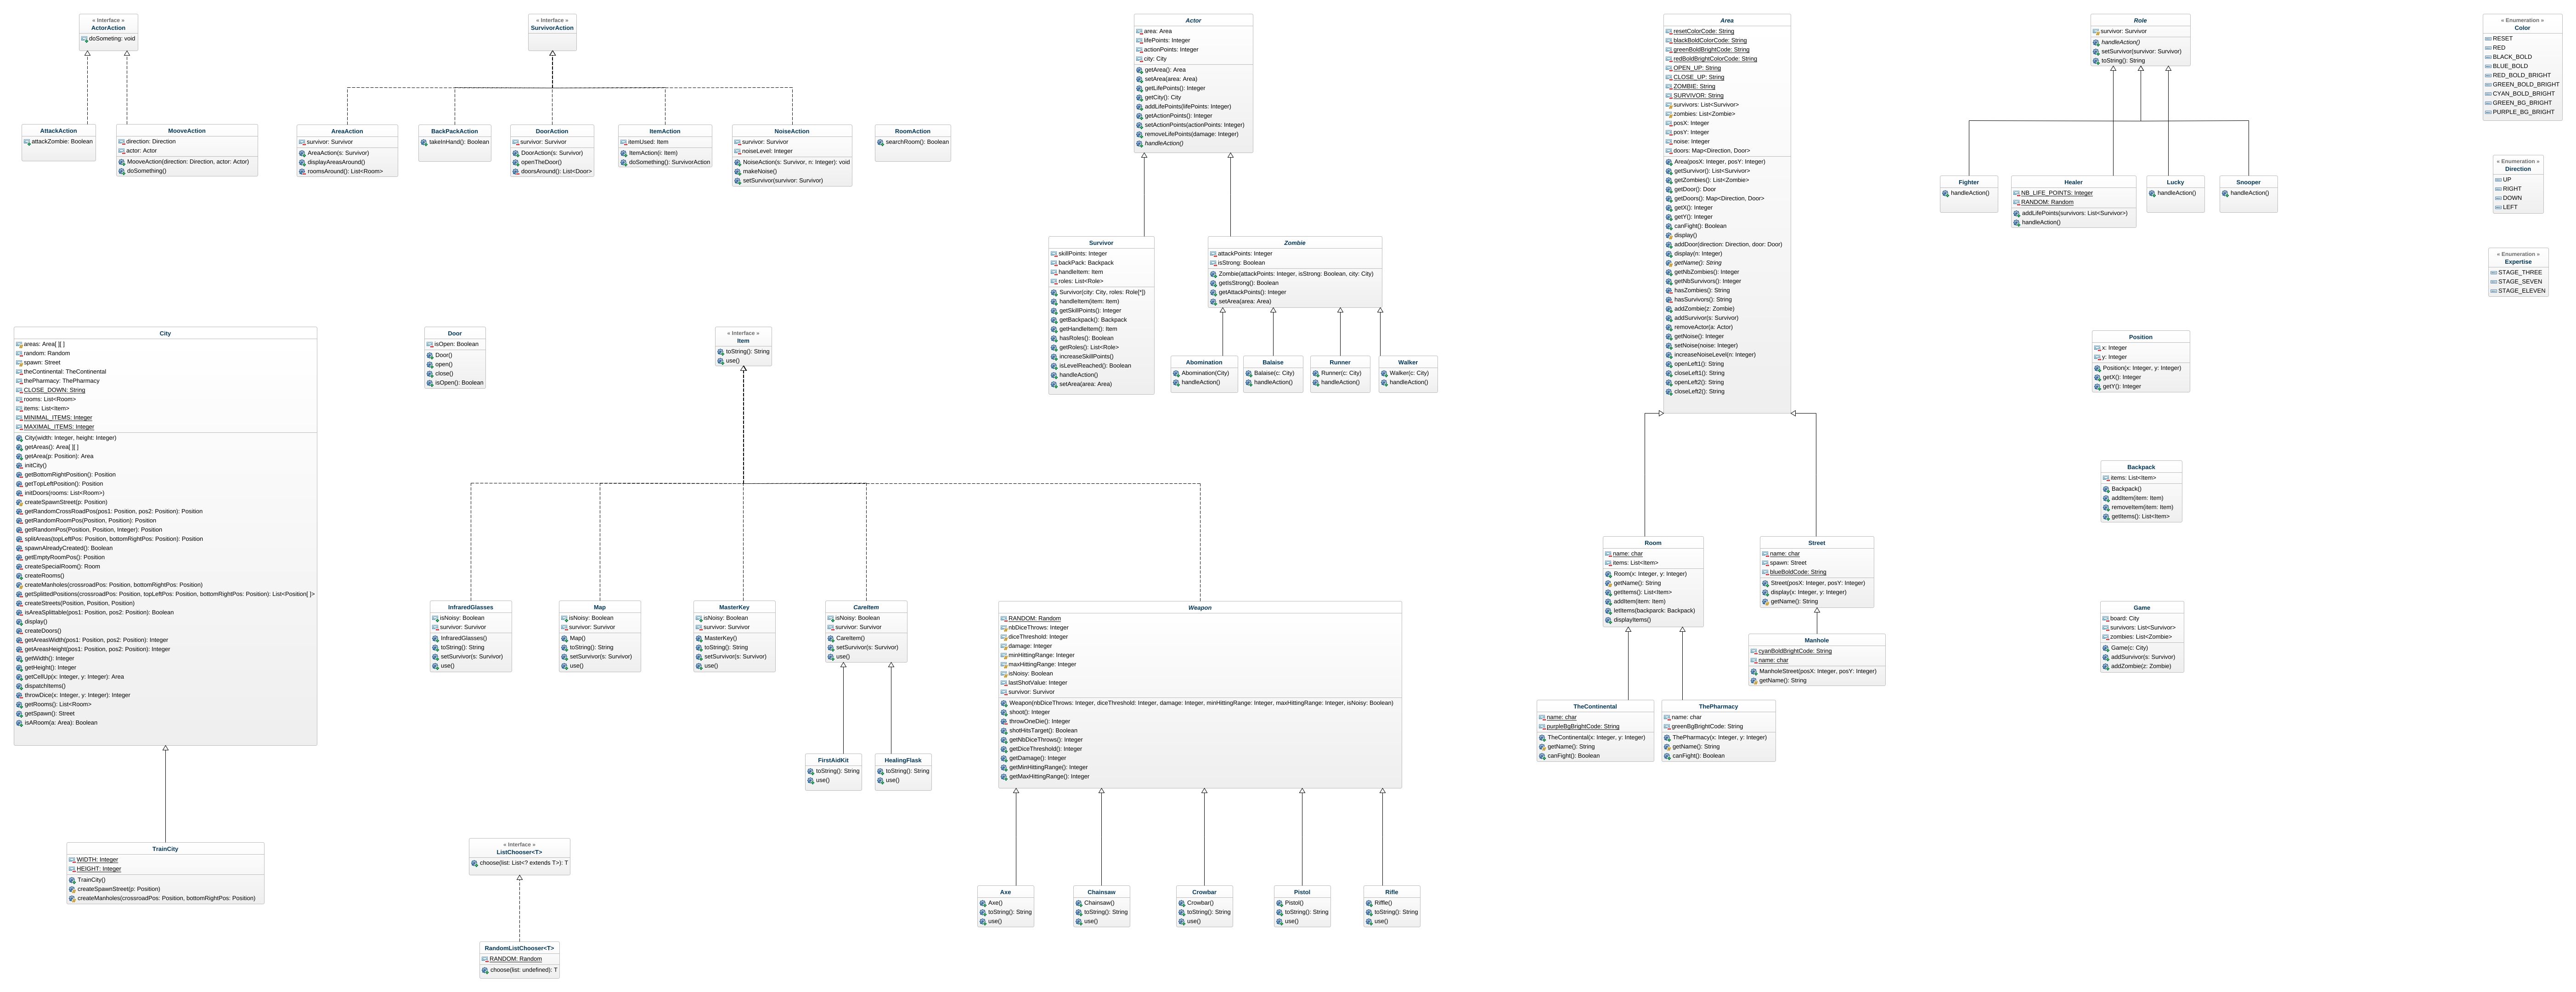 « Interface »
ActorAction
doSometing: void
AttackAction
attackZombie: Boolean
MooveAction
direction: Direction
actor: Actor
MooveAction(direction: Direction, actor: Actor)
doSomething()
« Interface »
SurvivorAction
AreaAction
survivor: Survivor
AreaAction(s: Survivor)
displayAreasAround()
roomsAround(): List<Room>
BackPackAction
takeInHand(): Boolean
DoorAction
survivor: Survivor
DoorAction(s: Survivor)
openTheDoor()
doorsAround(): List<Door>
ItemAction
itemUsed: Item
ItemAction(i: Item)
doSomething(): SurvivorAction
NoiseAction
survivor: Survivor
noiseLevel: Integer
NoiseAction(s: Survivor, n: Integer): void
makeNoise()
setSurvivor(survivor: Survivor)
RoomAction
searchRoom(): Boolean
Actor
area: Area
lifePoints: Integer
actionPoints: Integer
city: City
getArea(): Area
setArea(area: Area)
getLifePoints(): Integer
getCity(): City
addLifePoints(lifePoints: Integer)
getActionPoints(): Integer
setActionPoints(actionPoints: Integer)
removeLifePoints(damage: Integer)
handleAction()
Survivor
skillPoints: Integer
backPack: Backpack
handleItem: Item
roles: List<Role>
Survivor(city: City, roles: Role[*])
handleItem(item: Item)
getSkillPoints(): Integer
getBackpack(): Backpack
getHandleItem(): Item
hasRoles(): Boolean
getRoles(): List<Role>
increaseSkillPoints()
isLevelReached(): Boolean
handleAction()
setArea(area: Area)
Zombie
attackPoints: Integer
isStrong: Boolean
Zombie(attackPoints: Integer, isStrong: Boolean, city: City)
getIsStrong(): Boolean
getAttackPoints(): Integer
setArea(area: Area)
Abomination
Abomination(City)
handleAction()
Balaise
Balaise(c: City)
handleAction()
Runner
Runner(c: City)
handleAction()
Walker
Walker(c: City)
handleAction()
Area
resetColorCode: String
blackBoldColorCode: String
greenBoldBrightCode: String
redBoldBrightColorCode: String
OPEN_UP: String
CLOSE_UP: String
ZOMBIE: String
SURVIVOR: String
survivors: List<Survivor>
zombies: List<Zombie>
posX: Integer
posY: Integer
noise: Integer
doors: Map<Direction, Door>
Area(posX: Integer, posY: Integer)
getSurvivor(): List<Survivor>
getZombies(): List<Zombie>
getDoor(): Door
getDoors(): Map<Direction, Door>
getX(): Integer
getY(): Integer
canFight(): Boolean
display()
addDoor(direction: Direction, door: Door)
display(n: Integer)
getName(): String
getNbZombies(): Integer
getNbSurvivors(): Integer
hasZombies(): String
hasSurvivors(): String
addZombie(z: Zombie)
addSurvivor(s: Survivor)
removeActor(a: Actor)
getNoise(): Integer
setNoise(noise: Integer)
increaseNoiseLevel(n: Integer)
openLeft1(): String
closeLeft1(): String
openLeft2(): String
closeLeft2(): String
Role
survivor: Survivor
handleAction()
setSurvivor(survivor: Survivor)
toString(): String
Fighter
handleAction()
Healer
NB_LIFE_POINTS: Integer
RANDOM: Random
addLifePoints(survivors: List<Survivor>)
handleAction()
Lucky
handleAction()
Snooper
handleAction()
« Enumeration »
Color
RESET
RED
BLACK_BOLD
BLUE_BOLD
RED_BOLD_BRIGHT
GREEN_BOLD_BRIGHT
CYAN_BOLD_BRIGHT
GREEN_BG_BRIGHT
PURPLE_BG_BRIGHT
« Enumeration »
Direction
UP
RIGHT
DOWN
LEFT
« Enumeration »
Expertise
STAGE_THREE
STAGE_SEVEN
STAGE_ELEVEN
City
areas: Area[ ][ ]
random: Random
spawn: Street
theContinental: TheContinental
thePharmacy: ThePharmacy
CLOSE_DOWN: String
rooms: List<Room>
items: List<Item>
MINIMAL_ITEMS: Integer
MAXIMAL_ITEMS: Integer
City(width: Integer, height: Integer)
getAreas(): Area[ ][ ]
getArea(p: Position): Area
initCity()
getBottomRightPosition(): Position
getTopLeftPosition(): Position
initDoors(rooms: List<Room>)
createSpawnStreet(p: Position)
getRandomCrossRoadPos(pos1: Position, pos2: Position): Position
getRandomRoomPos(Position, Position): Position
getRandomPos(Position, Position, Integer): Position
splitAreas(topLeftPos: Position, bottomRightPos: Position): Position
spawnAlreadyCreated(): Boolean
getEmptyRoomPos(): Position
createSpecialRoom(): Room
createRooms()
createManholes(crossroadPos: Position, bottomRightPos: Position)
getSplittedPositions(crossroadPos: Position, topLeftPos: Position, bottomRightPos: Position): List<Position[ ]>
createStreets(Position, Position, Position)
isAreaSplittable(pos1: Position, pos2: Position): Boolean
display()
createDoors()
getAreasWidth(pos1: Position, pos2: Position): Integer
getAreasHeight(pos1: Position, pos2: Position): Integer
getWidth(): Integer
getHeight(): Integer
getCellUp(x: Integer, y: Integer): Area
dispatchItems()
throwDice(x: Integer, y: Integer): Integer
getRooms(): List<Room>
getSpawn(): Street
isARoom(a: Area): Boolean
TrainCity
WIDTH: Integer
HEIGHT: Integer
TrainCity()
createSpawnStreet(p: Position)
createManholes(crossroadPos: Position, bottomRightPos: Position)
Door
isOpen: Boolean
Door()
open()
close()
isOpen(): Boolean
« Interface »
Item
toString(): String
use()
InfraredGlasses
isNoisy: Boolean
survivor: Survivor
InfraredGlasses()
toString(): String
setSurvivor(s: Survivor)
use()
Map
isNoisy: Boolean
survivor: Survivor
Map()
toString(): String
setSurvivor(s: Survivor)
use()
MasterKey
isNoisy: Boolean
survivor: Survivor
MasterKey()
toString(): String
setSurvivor(s: Survivor)
use()
CareItem
isNoisy: Boolean
survivor: Survivor
CareItem()
setSurvivor(s: Survivor)
use()
FirstAidKit
toString(): String
use()
HealingFlask
toString(): String
use()
Weapon
RANDOM: Random
nbDiceThrows: Integer
diceThreshold: Integer
damage: Integer
minHittingRange: Integer
maxHittingRange: Integer
isNoisy: Boolean
lastShotValue: Integer
survivor: Survivor
Weapon(nbDiceThrows: Integer, diceThreshold: Integer, damage: Integer, minHittingRange: Integer, maxHittingRange: Integer, isNoisy: Boolean)
shoot(): Integer
throwOneDie(): Integer
shotHitsTarget(): Boolean
getNbDiceThrows(): Integer
getDiceThreshold(): Integer
getDamage(): Integer
getMinHittingRange(): Integer
getMaxHittingRange(): Integer
Axe
Axe()
toString(): String
use()
Chainsaw
Chainsaw()
toString(): String
use()
Crowbar
Crowbar()
toString(): String
use()
Pistol
Pistol()
toString(): String
use()
Rifle
Riffle()
toString(): String
use()
« Interface »
ListChooser<T>
choose(list: List<? extends T>): T
RandomListChooser<T>
RANDOM: Random
choose(list: undefined): T
Room
name: char
items: List<Item>
Room(x: Integer, y: Integer)
getName(): String
getItems(): List<Item>
addItem(item: Item)
letItems(backparck: Backpack)
displayItems()
Street
name: char
spawn: Street
blueBoldCode: String
Street(posX: Integer, posY: Integer)
display(x: Integer, y: Integer)
getName(): String
Manhole
cyanBoldBrightCode: String
name: char
ManholeStreet(posX: Integer, posY: Integer)
getName(): String
TheContinental
name: char
purpleBgBrightCode: String
TheContinental(x: Integer, y: Integer)
getName(): String
canFight(): Boolean
ThePharmacy
name: char
greenBgBrightCode: String
ThePharmacy(x: Integer, y: Integer)
getName(): String
canFight(): Boolean
Position
x: Integer
y: Integer
Position(x: Integer, y: Integer)
getX(): Integer
getY(): Integer
Backpack
items: List<Item>
Backpack()
addItem(item: Item)
removeItem(item: Item)
getItems(): List<Item>
Game
board: City
survivors: List<Survivor>
zombies: List<Zombie>
Game(c: City)
addSurvivor(s: Survivor)
addZombie(z: Zombie)